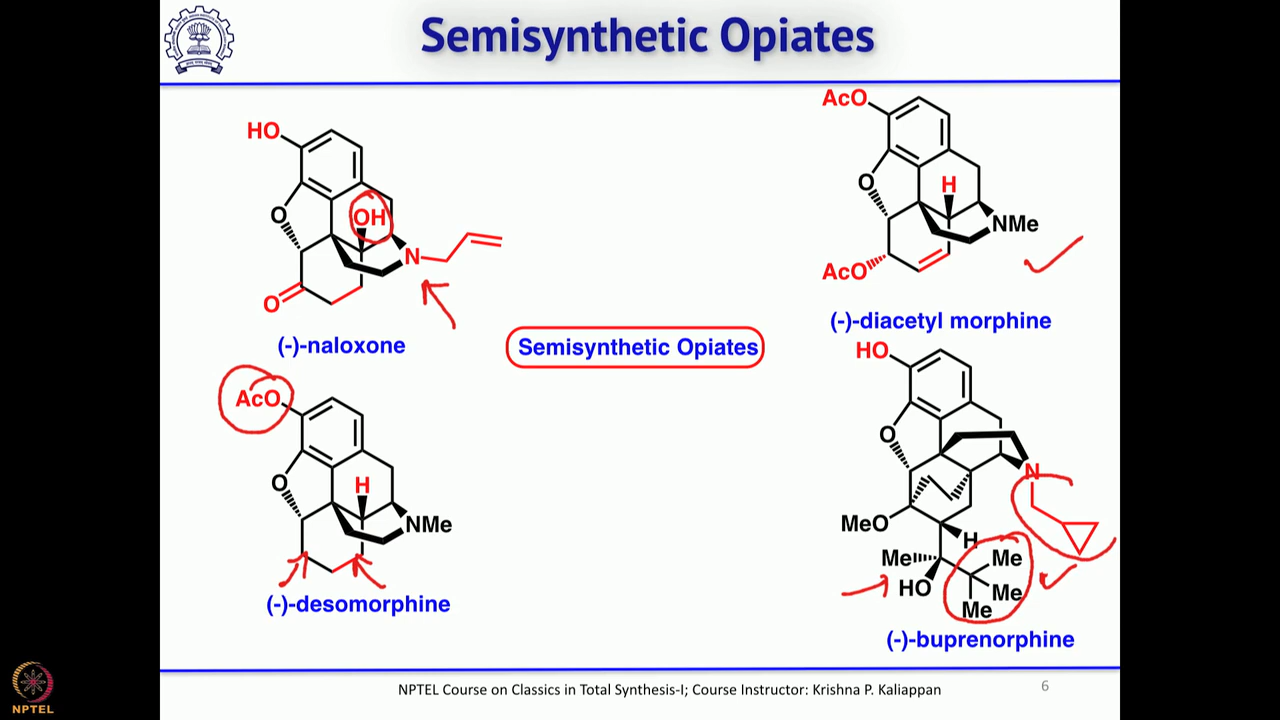 Semisynthetic Opiates
HO
O
OH
N
O
(-)-naloxone
AcO
O
H
NMe
AcO
(-)-diacetyl morphine
Semisynthetic Opiates
AcO
O
H
NMe
(-)-desomorphine
HO
O
N
MeO
H
Me
Me
HO
Me
Me
(-)-buprenorphine
NPTEL
NPTEL Course on Classics in Total Synthesis-I; Course Instructor: Krishna P. Kaliappan
6